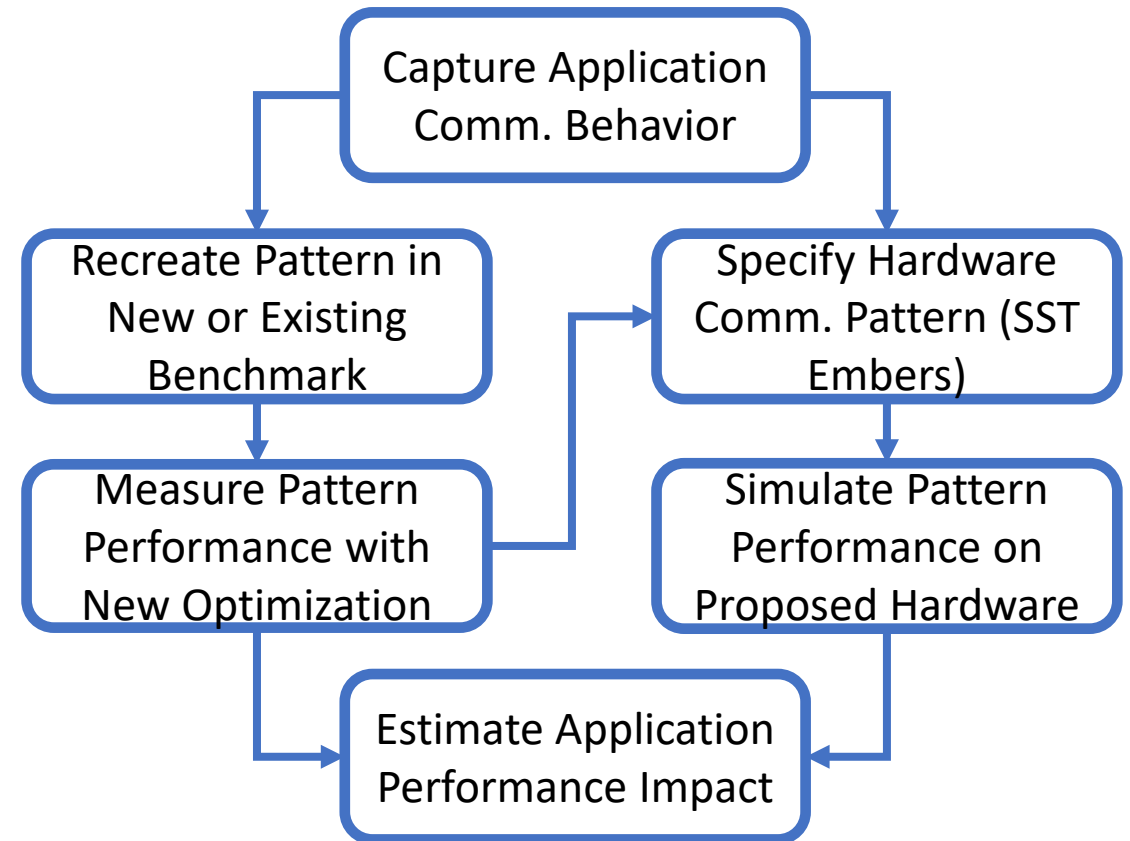 Capture Application
Comm. Behavior
Recreate Pattern in
New or Existing
Benchmark
Specify Hardware
Comm. Pattern (SST
Embers)
Measure Pattern
Performance with
New Optimization
Simulate Pattern
Performance on
Proposed Hardware
Estimate Application
Performance Impact